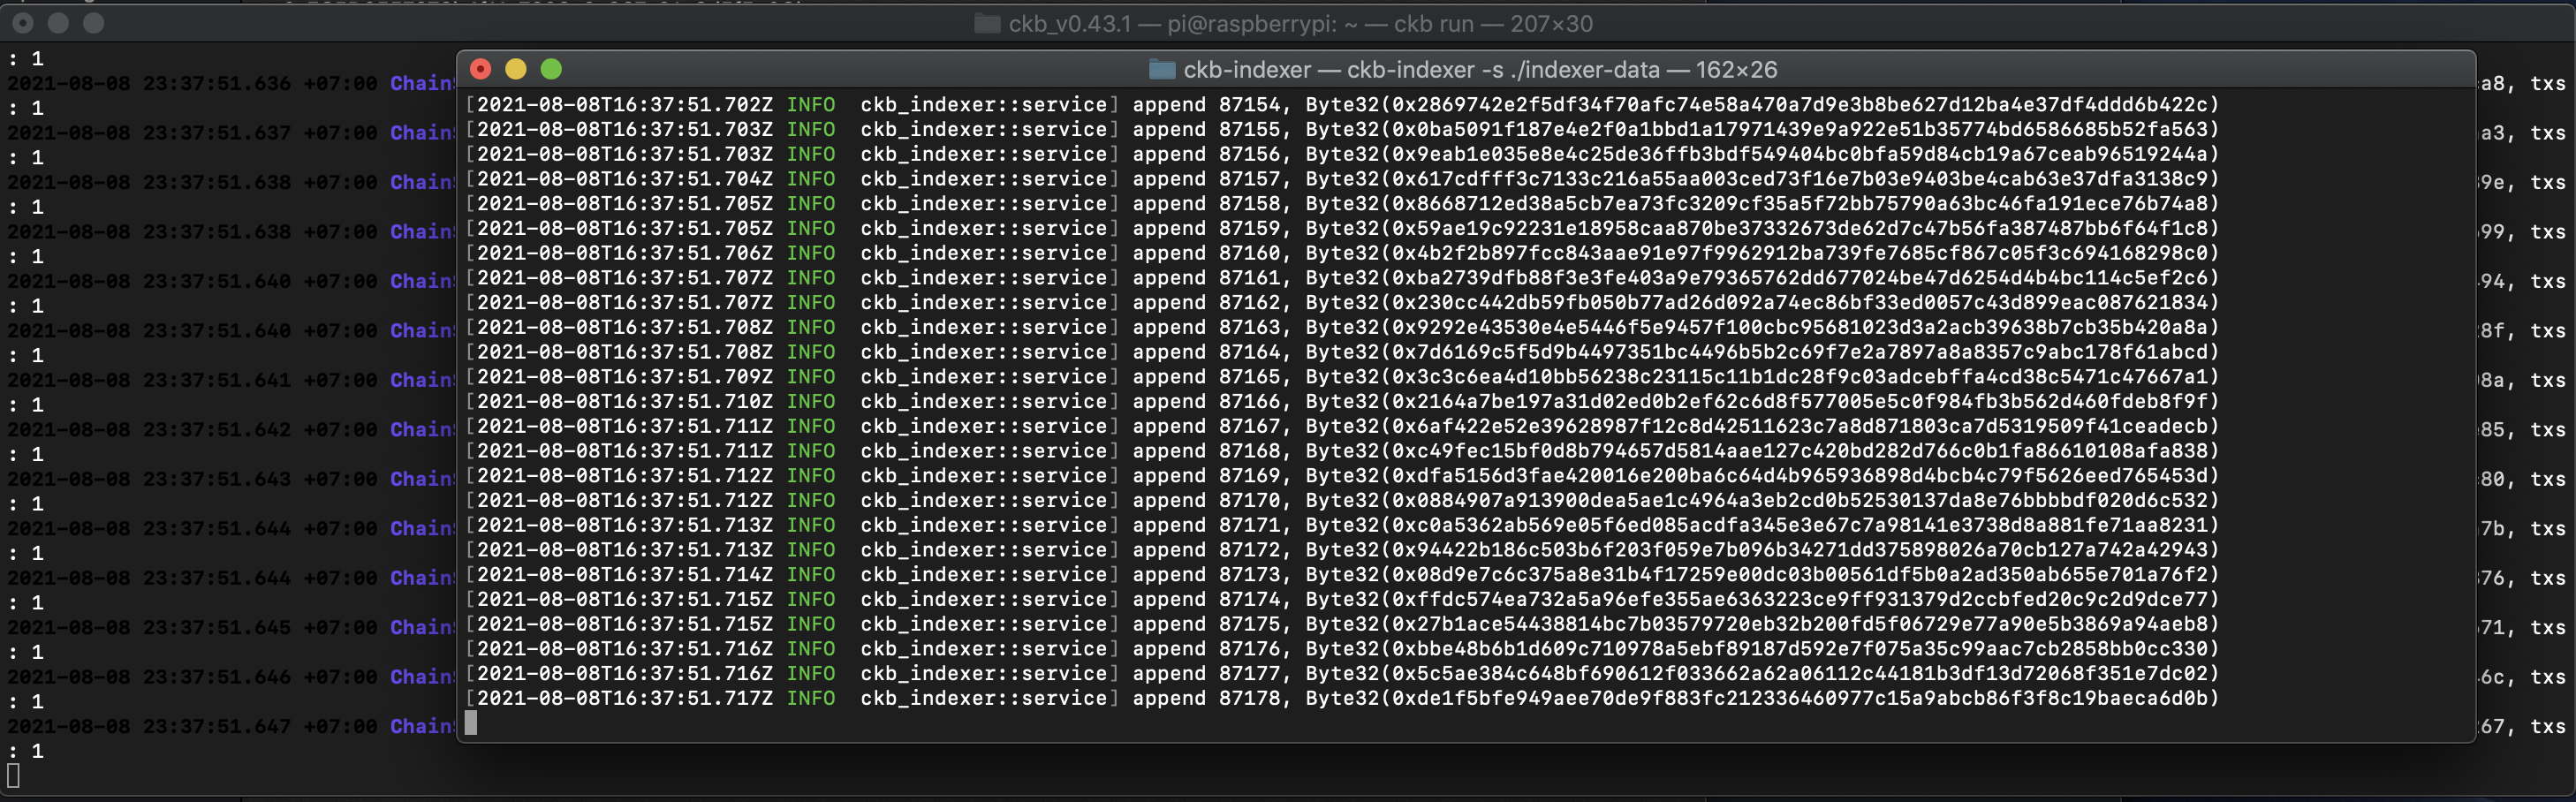 ckb_v0.43.1 — pi@raspberrypi: ~ — ckb run — 207×30
: 1
2021-08-08 23:37:51.636 +07:00 Chain a8, txs
: 1
2021-08-08 23:37:51.637 +07:00 Chain a3, txs
: 1
2021-08-08 23:37:51.638 +07:00 Chain 9e, txs
: 1
2021-08-08 23:37:51.638 +07:00 Chain 99, txs
: 1
2021-08-08 23:37:51.640 +07:00 Chain 94, txs
: 1
2021-08-08 23:37:51.640 +07:00 Chain 8f, txs
: 1
2021-08-08 23:37:51.641 +07:00 Chain 8a, txs
: 1
2021-08-08 23:37:51.642 +07:00 Chain 85, txs
: 1
2021-08-08 23:37:51.643 +07:00 Chain 80, txs
: 1
2021-08-08 23:37:51.644 +07:00 Chain 7b, txs
: 1
2021-08-08 23:37:51.644 +07:00 Chain 76, txs
: 1
2021-08-08 23:37:51.645 +07:00 Chain 71, txs
: 1
2021-08-08 23:37:51.646 +07:00 Chain 6c, txs
: 1
2021-08-08 23:37:51.647 +07:00 Chain 67, txs
: 1
ckb-indexer — ckb-indexer -s ./indexer-data — 162×26
[2021-08-08T16:37:51.702Z INFO  ckb_indexer::service] append 87154, Byte32(0x2869742e2f5df34f70afc74e58a470a7d9e3b8be627d12ba4e37df4ddd6b422c)
[2021-08-08T16:37:51.703Z INFO  ckb_indexer::service] append 87155, Byte32(0x0ba5091f187e4e2f0a1bbd1a17971439e9a922e51b35774bd6586685b52fa563)
[2021-08-08T16:37:51.703Z INFO  ckb_indexer::service] append 87156, Byte32(0x9eab1e035e8e4c25de36ffb3bdf549404bc0bfa59d84cb19a67ceab96519244a)
[2021-08-08T16:37:51.704Z INFO  ckb_indexer::service] append 87157, Byte32(0x617cdfff3c7133c216a55aa003ced73f16e7b03e9403be4cab63e37dfa3138c9)
[2021-08-08T16:37:51.705Z INFO  ckb_indexer::service] append 87158, Byte32(0x8668712ed38a5cb7ea73fc3209cf35a5f72bb75790a63bc46fa191ece76b74a8)
[2021-08-08T16:37:51.705Z INFO  ckb_indexer::service] append 87159, Byte32(0x59ae19c92231e18958caa870be37332673de62d7c47b56fa387487bb6f64f1c8)
[2021-08-08T16:37:51.706Z INFO  ckb_indexer::service] append 87160, Byte32(0x4b2f2b897fcc843aae91e97f9962912ba739fe7685cf867c05f3c694168298c0)
[2021-08-08T16:37:51.707Z INFO  ckb_indexer::service] append 87161, Byte32(0xba2739dfb88f3e3fe403a9e79365762dd677024be47d6254d4b4bc114c5ef2c6)
[2021-08-08T16:37:51.707Z INFO  ckb_indexer::service] append 87162, Byte32(0x230cc442db59fb050b77ad26d092a74ec86bf33ed0057c43d899eac087621834)
[2021-08-08T16:37:51.708Z INFO  ckb_indexer::service] append 87163, Byte32(0x9292e43530e4e5446f5e9457f100cbc95681023d3a2acb39638b7cb35b420a8a)
[2021-08-08T16:37:51.708Z INFO  ckb_indexer::service] append 87164, Byte32(0x7d6169c5f5d9b4497351bc4496b5b2c69f7e2a7897a8a8357c9abc178f61abcd)
[2021-08-08T16:37:51.709Z INFO  ckb_indexer::service] append 87165, Byte32(0x3c3c6ea4d10bb56238c23115c11b1dc28f9c03adcebffa4cd38c5471c47667a1)
[2021-08-08T16:37:51.710Z INFO  ckb_indexer::service] append 87166, Byte32(0x2164a7be197a31d02ed0b2ef62c6d8f577005e5c0f984fb3b562d460fdeb8f9f)
[2021-08-08T16:37:51.711Z INFO  ckb_indexer::service] append 87167, Byte32(0x6af422e52e39628987f12c8d42511623c7a8d871803ca7d5319509f41ceadecb)
[2021-08-08T16:37:51.711Z INFO  ckb_indexer::service] append 87168, Byte32(0xc49fec15bf0d8b794657d5814aae127c420bd282d766c0b1fa86610108afa838)
[2021-08-08T16:37:51.712Z INFO  ckb_indexer::service] append 87169, Byte32(0xdfa5156d3fae420016e200ba6c64d4b965936898d4bcb4c79f5626eed765453d)
[2021-08-08T16:37:51.712Z INFO  ckb_indexer::service] append 87170, Byte32(0x0884907a913900dea5ae1c4964a3eb2cd0b52530137da8e76bbbbdf020d6c532)
[2021-08-08T16:37:51.713Z INFO  ckb_indexer::service] append 87171, Byte32(0xc0a5362ab569e05f6ed085acdfa345e3e67c7a98141e3738d8a881fe71aa8231)
[2021-08-08T16:37:51.713Z INFO  ckb_indexer::service] append 87172, Byte32(0x94422b186c503b6f203f059e7b096b34271dd375898026a70cb127a742a42943)
[2021-08-08T16:37:51.714Z INFO  ckb_indexer::service] append 87173, Byte32(0x08d9e7c6c375a8e31b4f17259e00dc03b00561df5b0a2ad350ab655e701a76f2)
[2021-08-08T16:37:51.715Z INFO  ckb_indexer::service] append 87174, Byte32(0xffdc574ea732a5a96efe355ae6363223ce9ff931379d2ccbfed20c9c2d9dce77)
[2021-08-08T16:37:51.715Z INFO  ckb_indexer::service] append 87175, Byte32(0x27b1ace54438814bc7b03579720eb32b200fd5f06729e77a90e5b3869a94aeb8)
[2021-08-08T16:37:51.716Z INFO  ckb_indexer::service] append 87176, Byte32(0xbbe48b6b1d609c710978a5ebf89187d592e7f075a35c99aac7cb2858bb0cc330)
[2021-08-08T16:37:51.716Z INFO  ckb_indexer::service] append 87177, Byte32(0x5c5ae384c648bf690612f033662a62a06112c44181b3df13d72068f351e7dc02)
[2021-08-08T16:37:51.717Z INFO  ckb_indexer::service] append 87178, Byte32(0xde1f5bfe949aee70de9f883fc212336460977c15a9abcb86f3f8c19baeca6d0b)